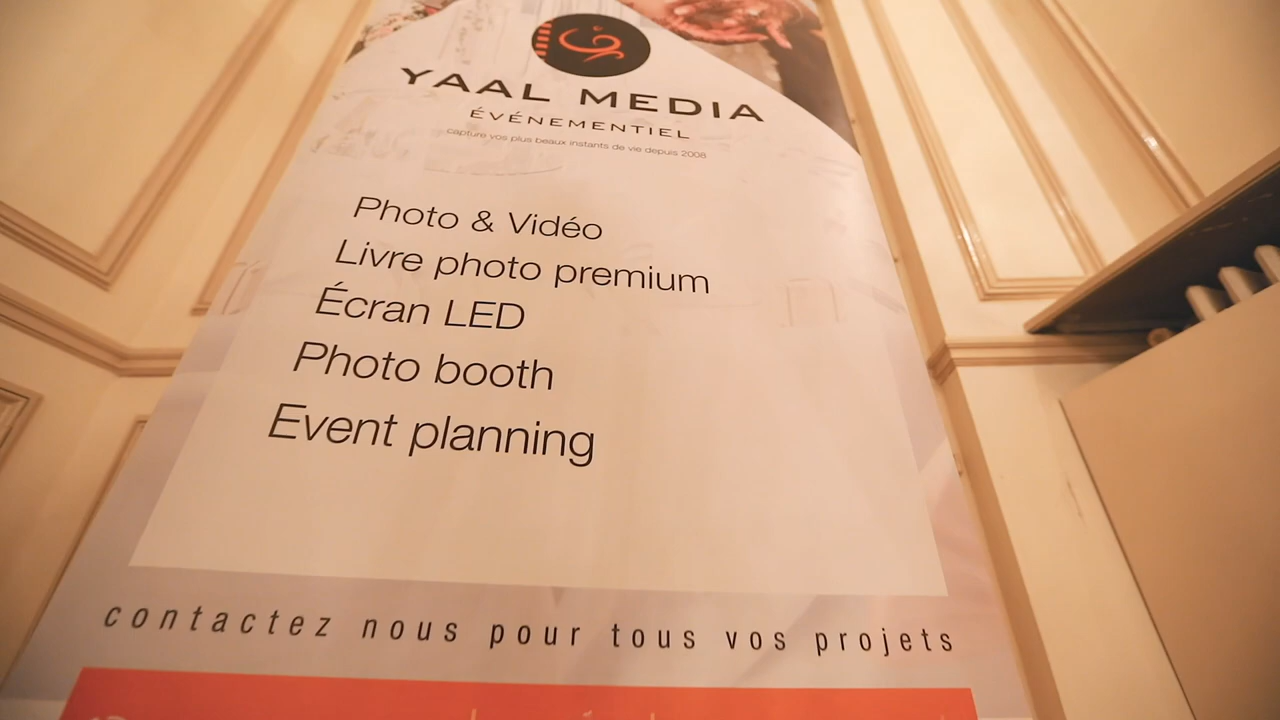 YAAL MEDIA
ÉVÉNEMENTIEL
capture vos plus beaux instants de vie depuis 2008
Photo & Vidéo
Livre photo premium
Écran LED
Photo booth
Event planning
contactez nous pour tous vos projets